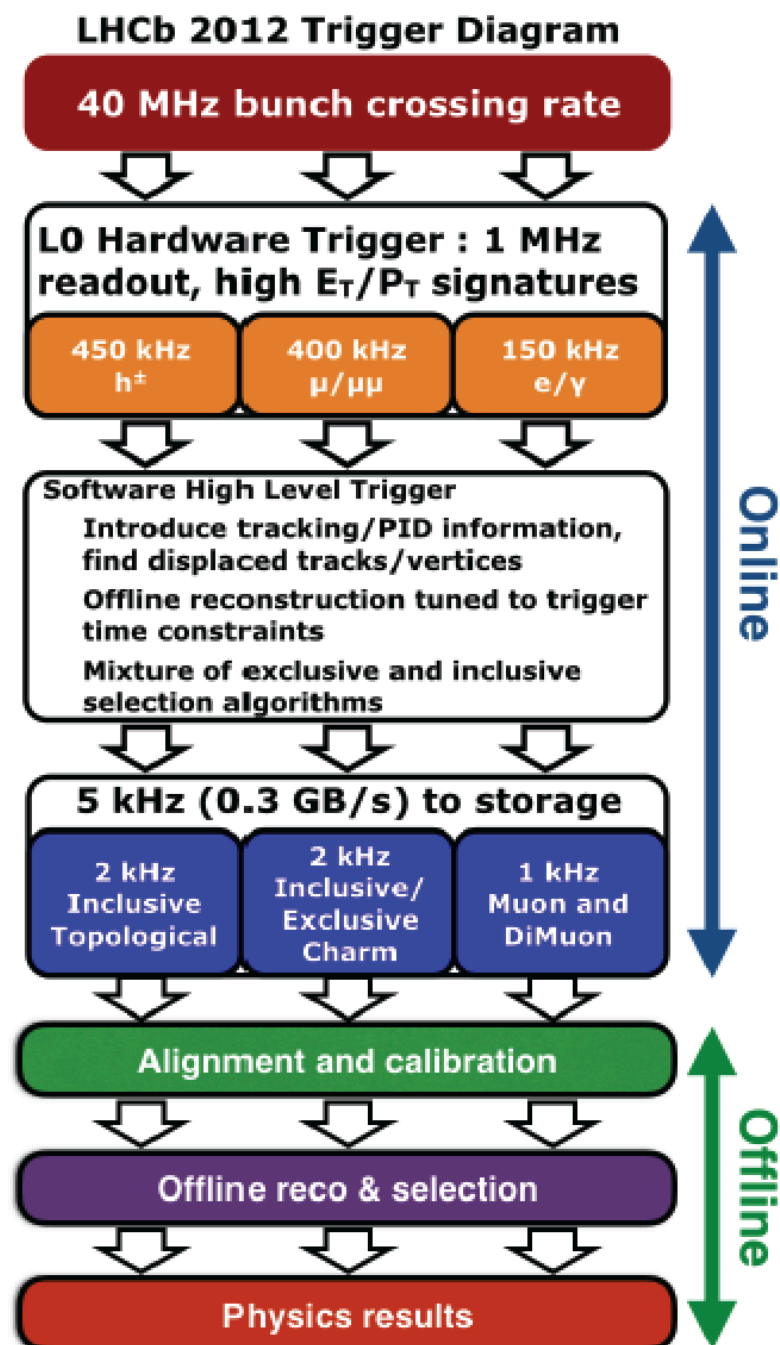 LHCb 2012 Trigger Diagram
40 MHz bunch crossing rate
L0 Hardware Trigger : 1 MHz
readout, high E_T/P_T signatures
450 kHz
h±
400 kHz
μ/μμ
150 kHz
e/γ
Software High Level Trigger
Introduce tracking/PID information,
find displaced tracks/vertices
Offline reconstruction tuned to trigger
time constraints
Mixture of exclusive and inclusive
selection algorithms
5 kHz (0.3 GB/s) to storage
2 kHz
Inclusive
Topological
2 kHz
Inclusive/
Exclusive
Charm
1 kHz
Muon and
DiMuon
Online
Alignment and calibration
Offline reco & selection
Physics results
Offline